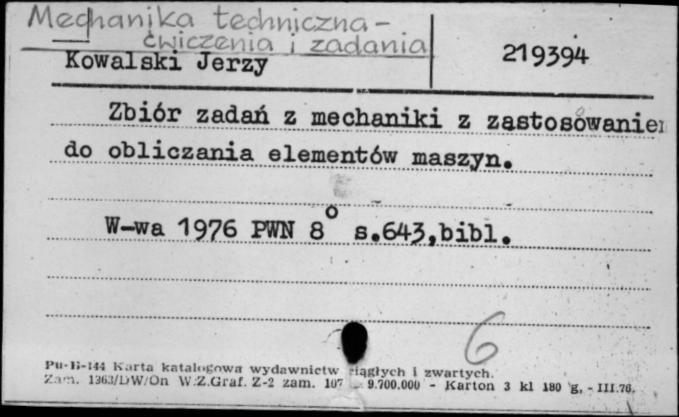 Mechanika techniczna -
ćwiczenia i zadania
Kowalski Jerzy
219394
Zbiór zadań z mechaniki z zastosowaniem
do obliczania elementów maszyn.
W-wa 1976 PWN 8° s.643,bibl.
6
Pu-B-144 Karta katalogowa wydawnictw ciągłych i zwartych.
Zam. 1363/DW/On W.Z.Graf. Z-2 zam. 107 9.700.000 - Karton 3 kl 180 g, - III.76.